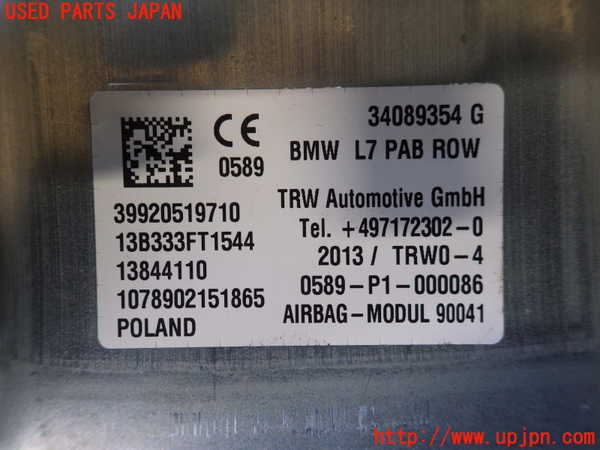 USED PARTS JAPAN
34089354 G
CE
0589
BMW L7 PAB ROW
39920519710
13B333FT1544
13844110
1078902151865
POLAND
TRW Automotive GmbH
Tel. +497172302-0
2013 / TRW0-4
0589-P1-000086
AIRBAG-MODUL 90041
http://www.upjpn.com/